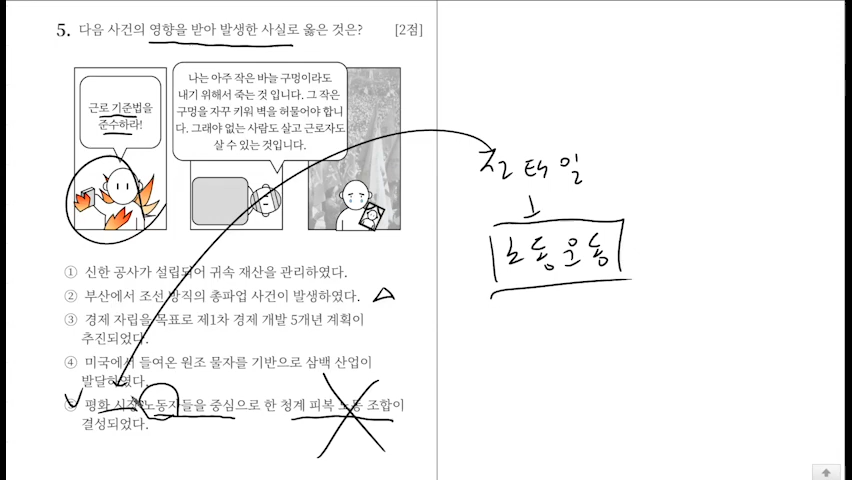 5. 다음 사건의 영향을 받아 발생한 사실로 옳은 것은? [2점]
근로 기준법을
준수하라!
나는 아주 작은 바늘 구멍이라도
내기 위해서 죽는 것 입니다. 그 작은
구멍을 자꾸 키워 벽을 허물어야 합니
다. 그래야 없는 사람도 살고 근로자도
살 수 있는 것입니다.
전태일
노동운동
① 신한 공사가 설립되어 귀속 재산을 관리하였다.
② 부산에서 조선 방직의 총파업 사건이 발생하였다.
③ 경제 자립을 목표로 제1차 경제 개발 5개년 계획이
추진되었다.
④ 미국에서 들여온 원조 물자를 기반으로 삼백 산업이
발달하였다.
⑤ 평화 시장 노동자들을 중심으로 한 청계 피복 노동 조합이
결성되었다.